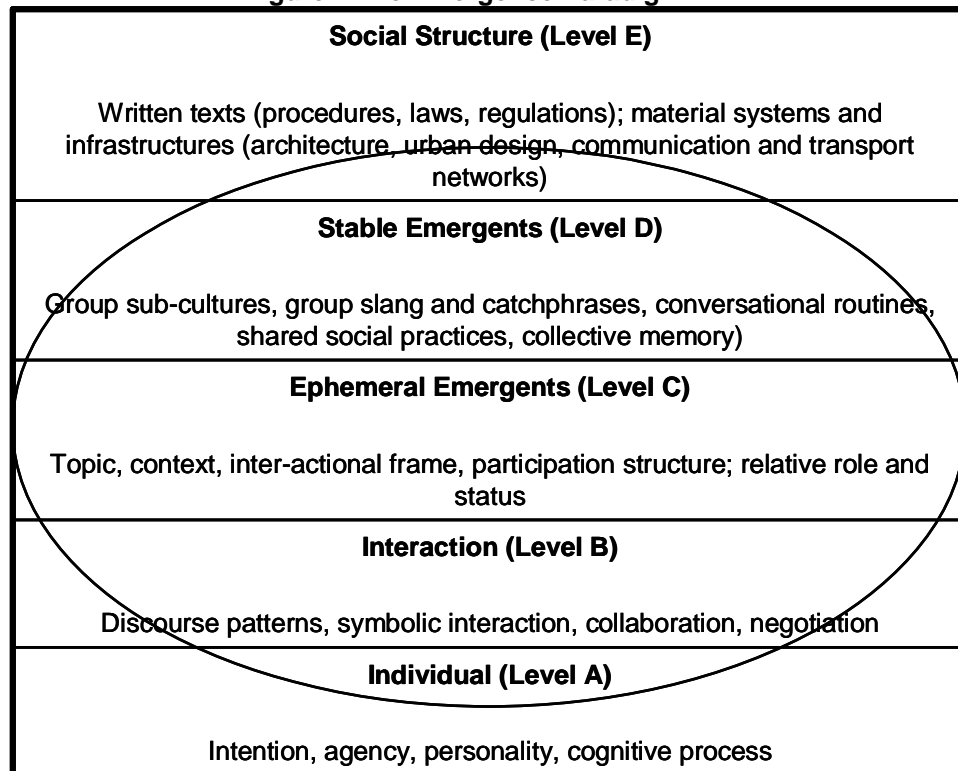 Social Structure (Level E)
Written texts (procedures, laws, regulations); material systems and
infrastructures (architecture, urban design, communication and transport
networks)
Stable Emergents (Level D)
Group sub-cultures, group slang and catchphrases, conversational routines,
shared social practices, collective memory)
Ephemeral Emergents (Level C)
Topic, context, inter-actional frame, participation structure; relative role and
status
Interaction (Level B)
Discourse patterns, symbolic interaction, collaboration, negotiation
Individual (Level A)
Intention, agency, personality, cognitive process